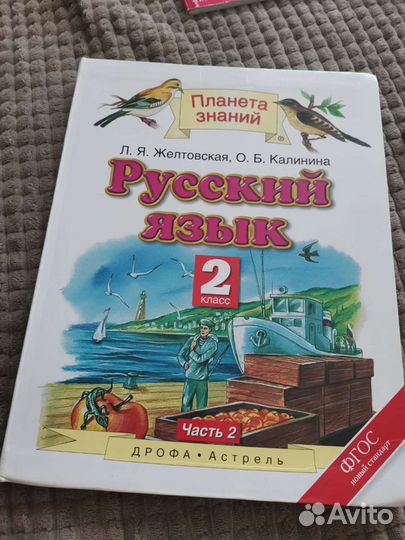 Планета
знаний
®
Л. Я. Желтовская, О. Б. Калинина
Русский
язык
2
класс
Часть 2
ДРОФА • Астрель
ФГОС
новый стандарт
Avito